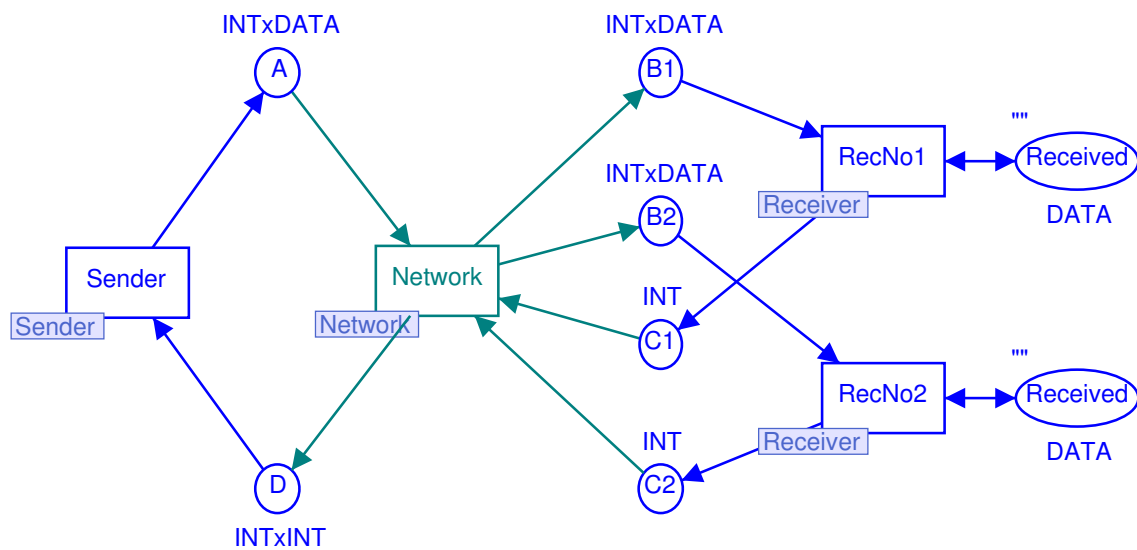 INTxDATA
A
INTxDATA
B1
""
RecNo1
Received
Receiver
DATA
INTxDATA
B2
Sender
Sender
Network
Network
INT
C1
""
RecNo2
Received
Receiver
DATA
INT
C2
D
INTxINT